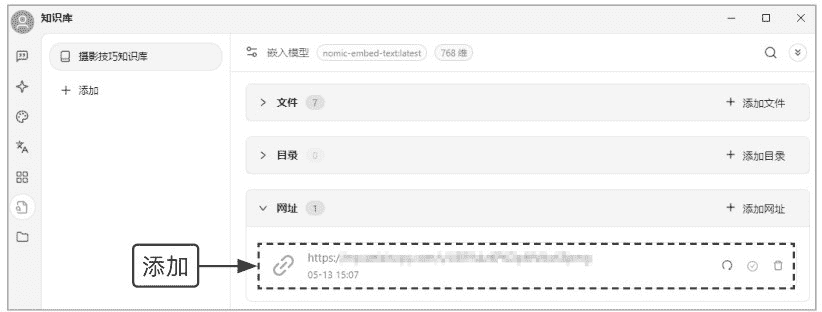 知识库
摄影技巧知识库
添加
嵌入模型 nomic-embed-text:latest 768 维
文件 7 添加文件
目录 0 添加目录
网址 1 添加网址
添加
https:/
05-13 15:07